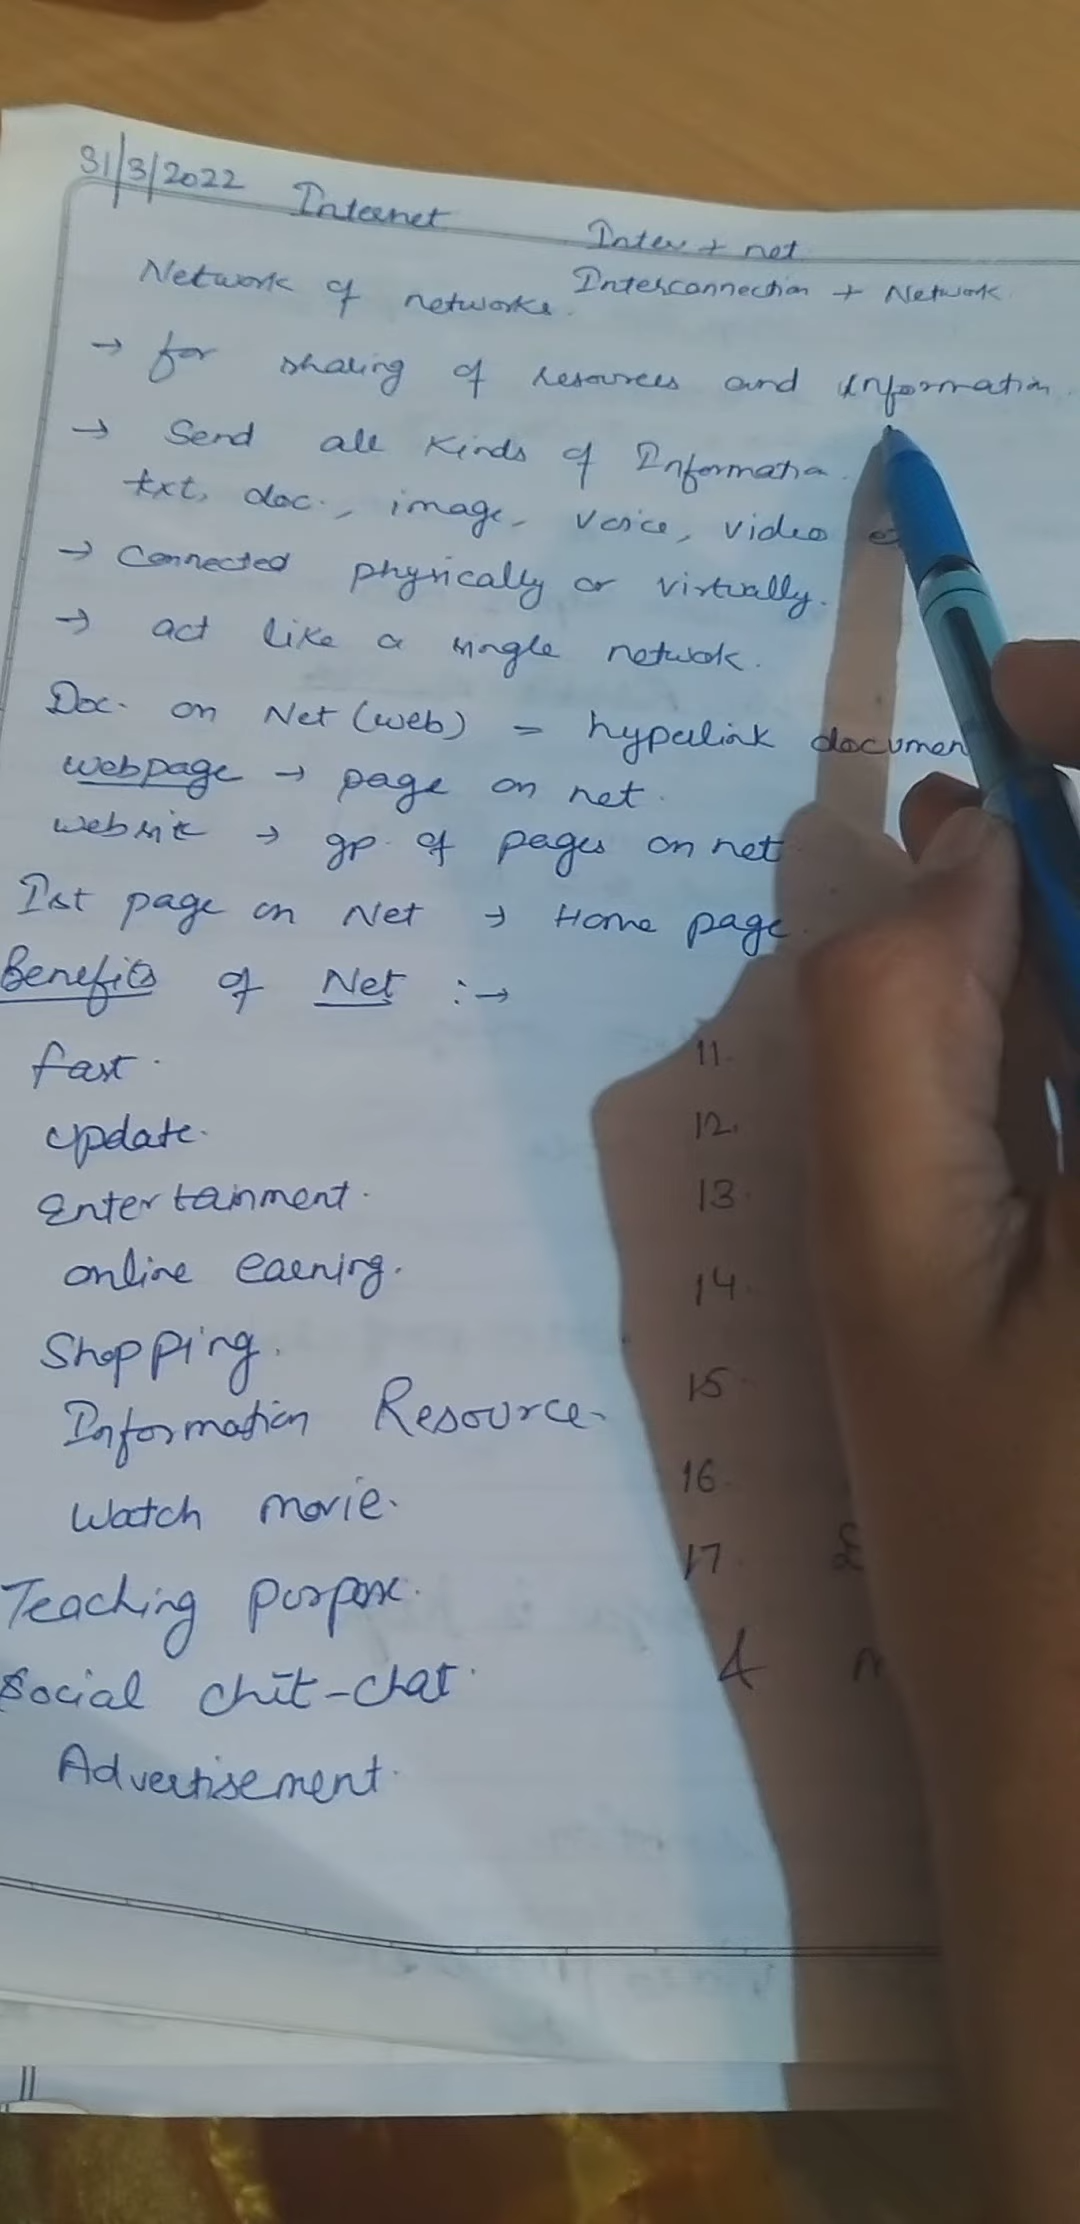 31/3/2022 Internet
Inter + net
Network of networks. Interconnection + Network.
→ for sharing of resources and information.
→ Send all kinds of Informatio.
txt, doc., image, voice, video
→ Connected physically or virtually.
→ act like a single network.
Doc. on Net (web) = hyperlink documen
webpage → page on net.
website → gp. of pages on net
Ist page on Net → Home page.
Benefits of Net :→
fast.
update.
Entertainment.
online earning.
Shopping.
Information Resource.
Watch movie.
Teaching purpose.
Social chit-chat.
Advertisement.
11.
12.
13.
14.
15.
16.
17.